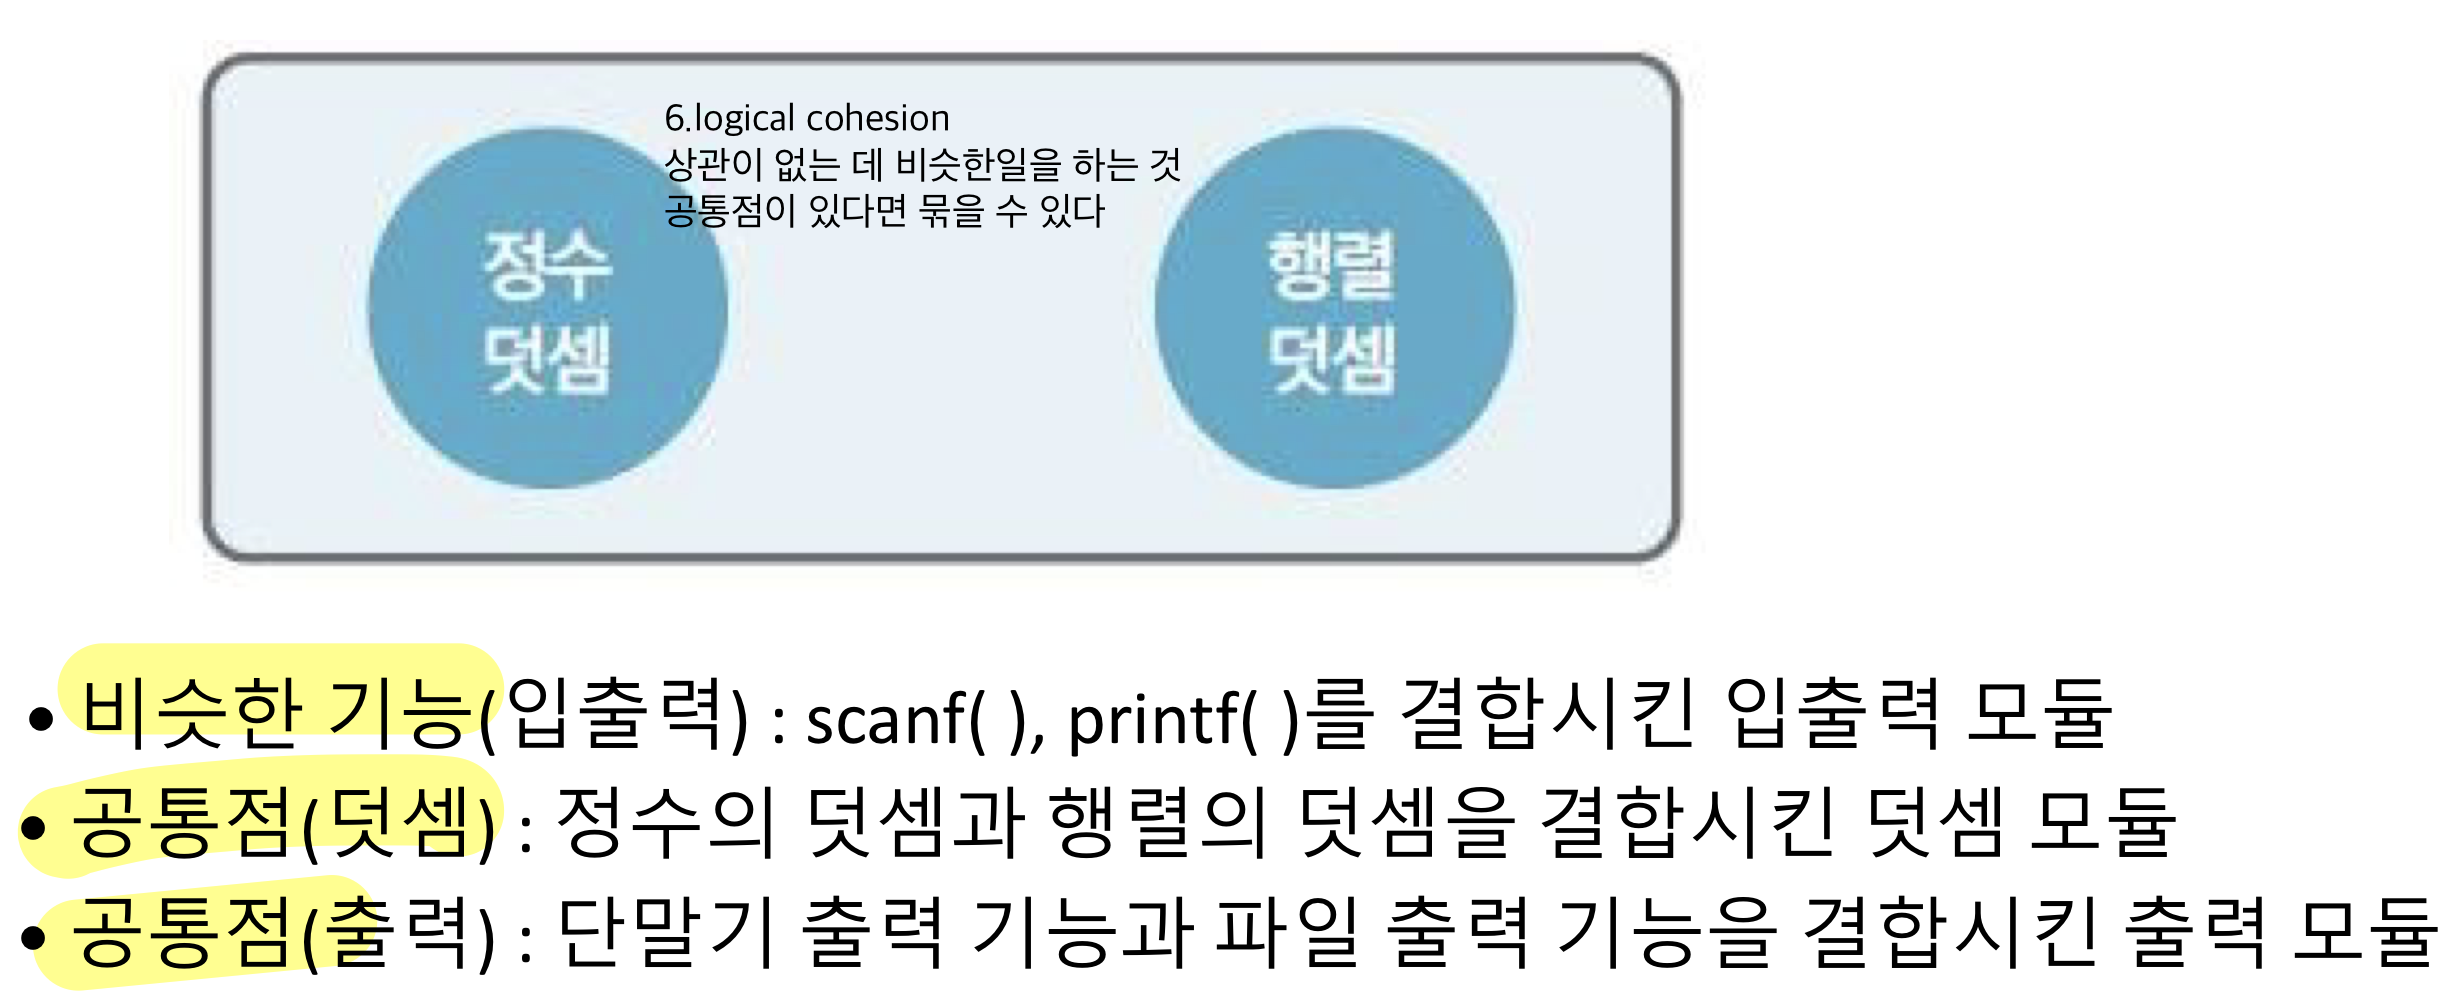 6.logical cohesion
상관이 없는 데 비슷한일을 하는 것
공통점이 있다면 묶을 수 있다
정수
덧셈
행렬
덧셈
• 비슷한 기능(입출력) : scanf( ), printf( )를 결합시킨 입출력 모듈
• 공통점(덧셈) : 정수의 덧셈과 행렬의 덧셈을 결합시킨 덧셈 모듈
• 공통점(출력) : 단말기 출력 기능과 파일 출력 기능을 결합시킨 출력 모듈